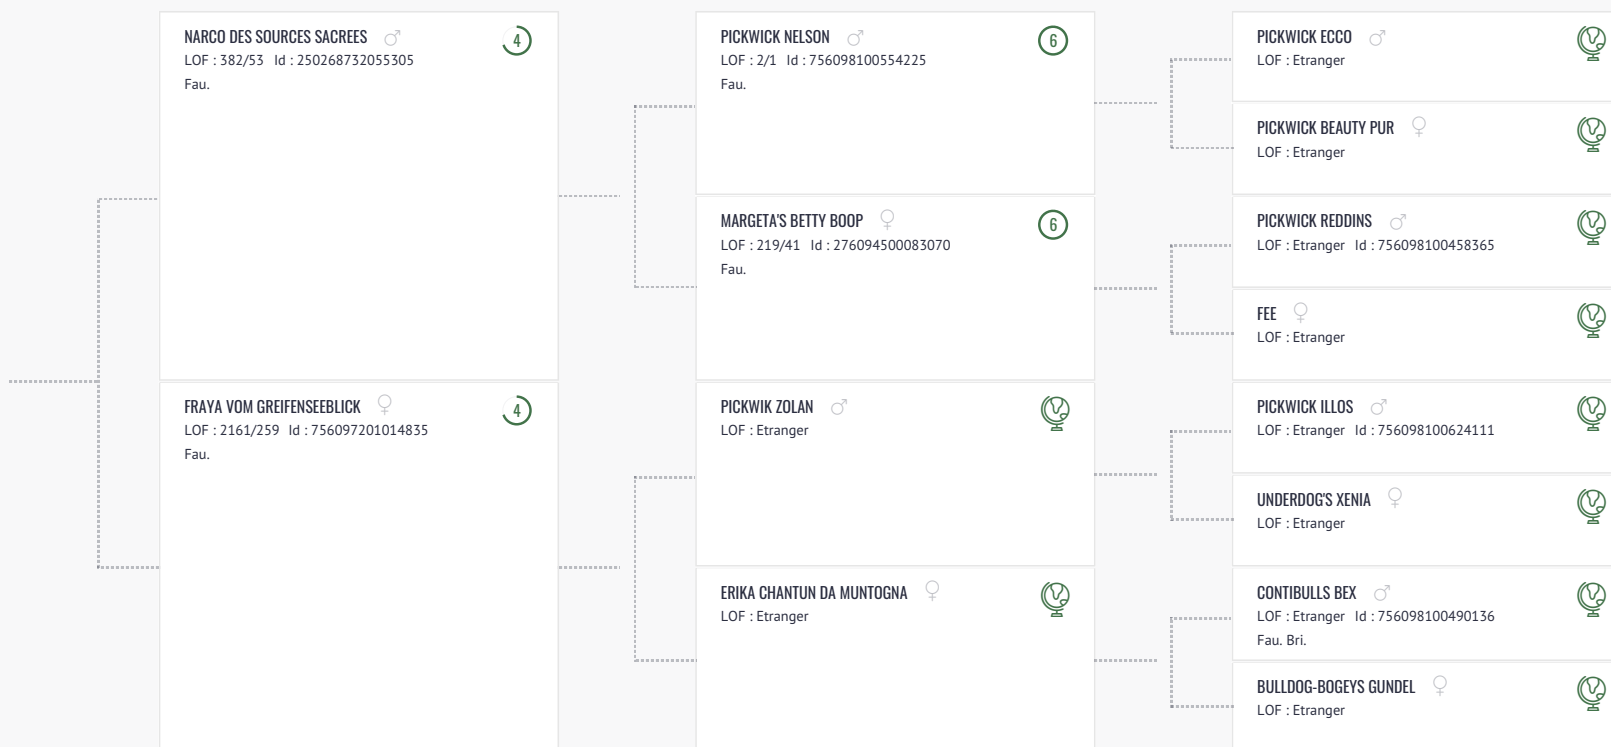 NARCO DES SOURCES SACREES
4
LOF : 382/53 Id : 250268732055305
Fau.
FRAYA VOM GREIFENSEEBLICK
4
LOF : 2161/259 Id : 756097201014835
Fau.
PICKWICK NELSON
6
LOF : 2/1 Id : 756098100554225
Fau.
MARGETA'S BETTY BOOP
6
LOF : 219/41 Id : 276094500083070
Fau.
PICKWIK ZOLAN
LOF : Etranger
ERIKA CHANTUN DA MUNTOGNA
LOF : Etranger
PICKWICK ECCO
LOF : Etranger
PICKWICK BEAUTY PUR
LOF : Etranger
PICKWICK REDDINS
LOF : Etranger Id : 756098100458365
FEE
LOF : Etranger
PICKWICK ILLOS
LOF : Etranger Id : 756098100624111
UNDERDOG'S XENIA
LOF : Etranger
CONTIBULLS BEX
LOF : Etranger Id : 756098100490136
Fau. Bri.
BULLDOG-BOGEYS GUNDEL
LOF : Etranger